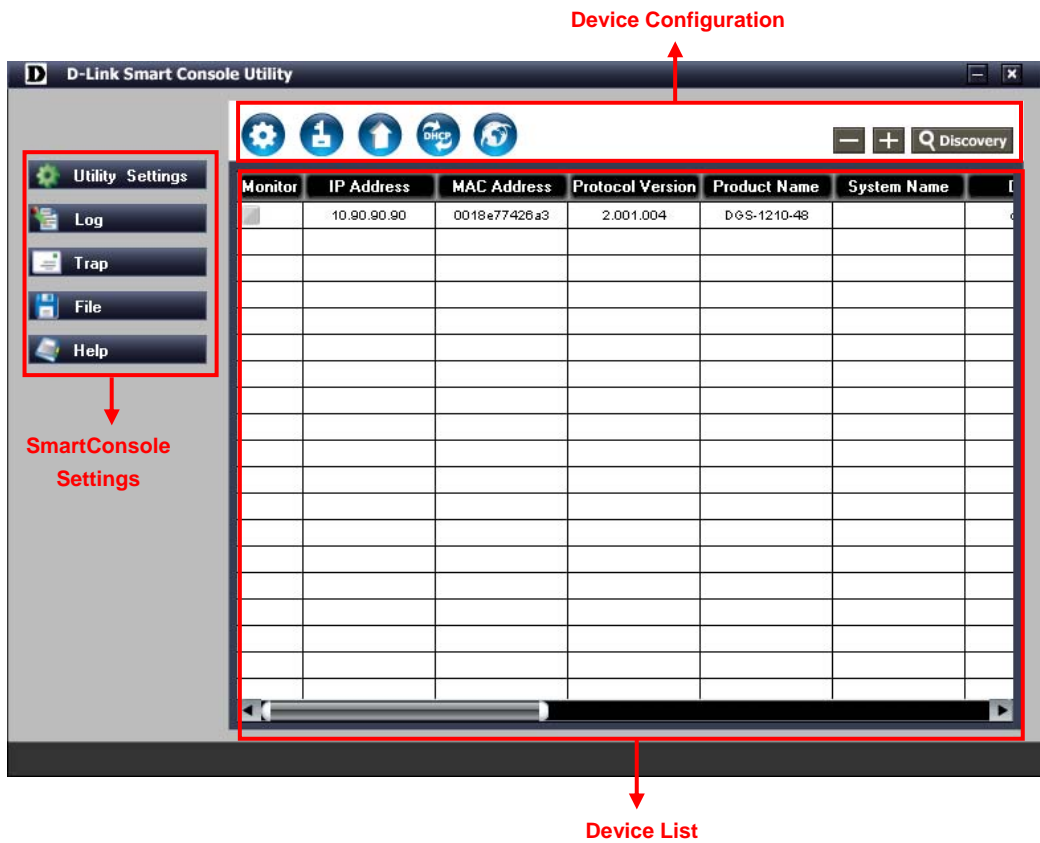 Device Configuration
D-Link Smart Console Utility
DHCP
Discovery
Utility Settings
Log
Trap
File
Help
Monitor IP Address MAC Address Protocol Version Product Name System Name
10.90.90.90 0018e77426a3 2.001.004 DGS-1210-48
SmartConsole
Settings
Device List